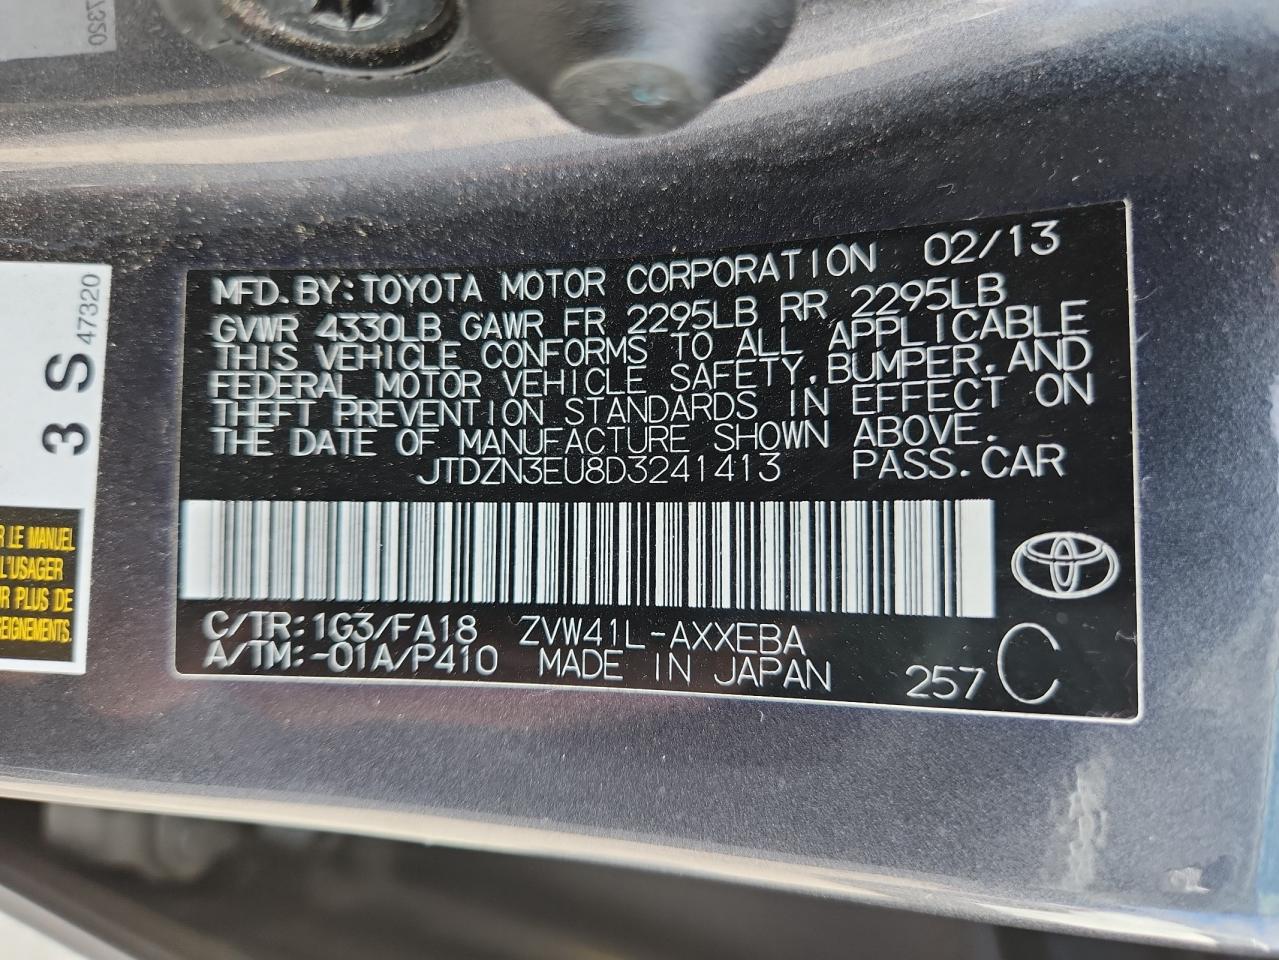 7320
MFD.BY:TOYOTA MOTOR CORPORATION 02/13
GVWR 4330LB GAWR FR 2295LB RR 2295LB
THIS VEHICLE CONFORMS TO ALL APPLICABLE
FEDERAL MOTOR VEHICLE SAFETY,BUMPER,AND
THEFT PREVENTION STANDARDS IN EFFECT ON
THE DATE OF MANUFACTURE SHOWN ABOVE.
JTDZN3EU8D3241413 PASS.CAR
C/TR:1G3/FA18 ZVW41L-AXXEBA
A/TM:-01A/P410 MADE IN JAPAN 257 C
3 S 47320
R LE MANUEL
L'USAGER
R PLUS DE
SEIGNEMENTS.